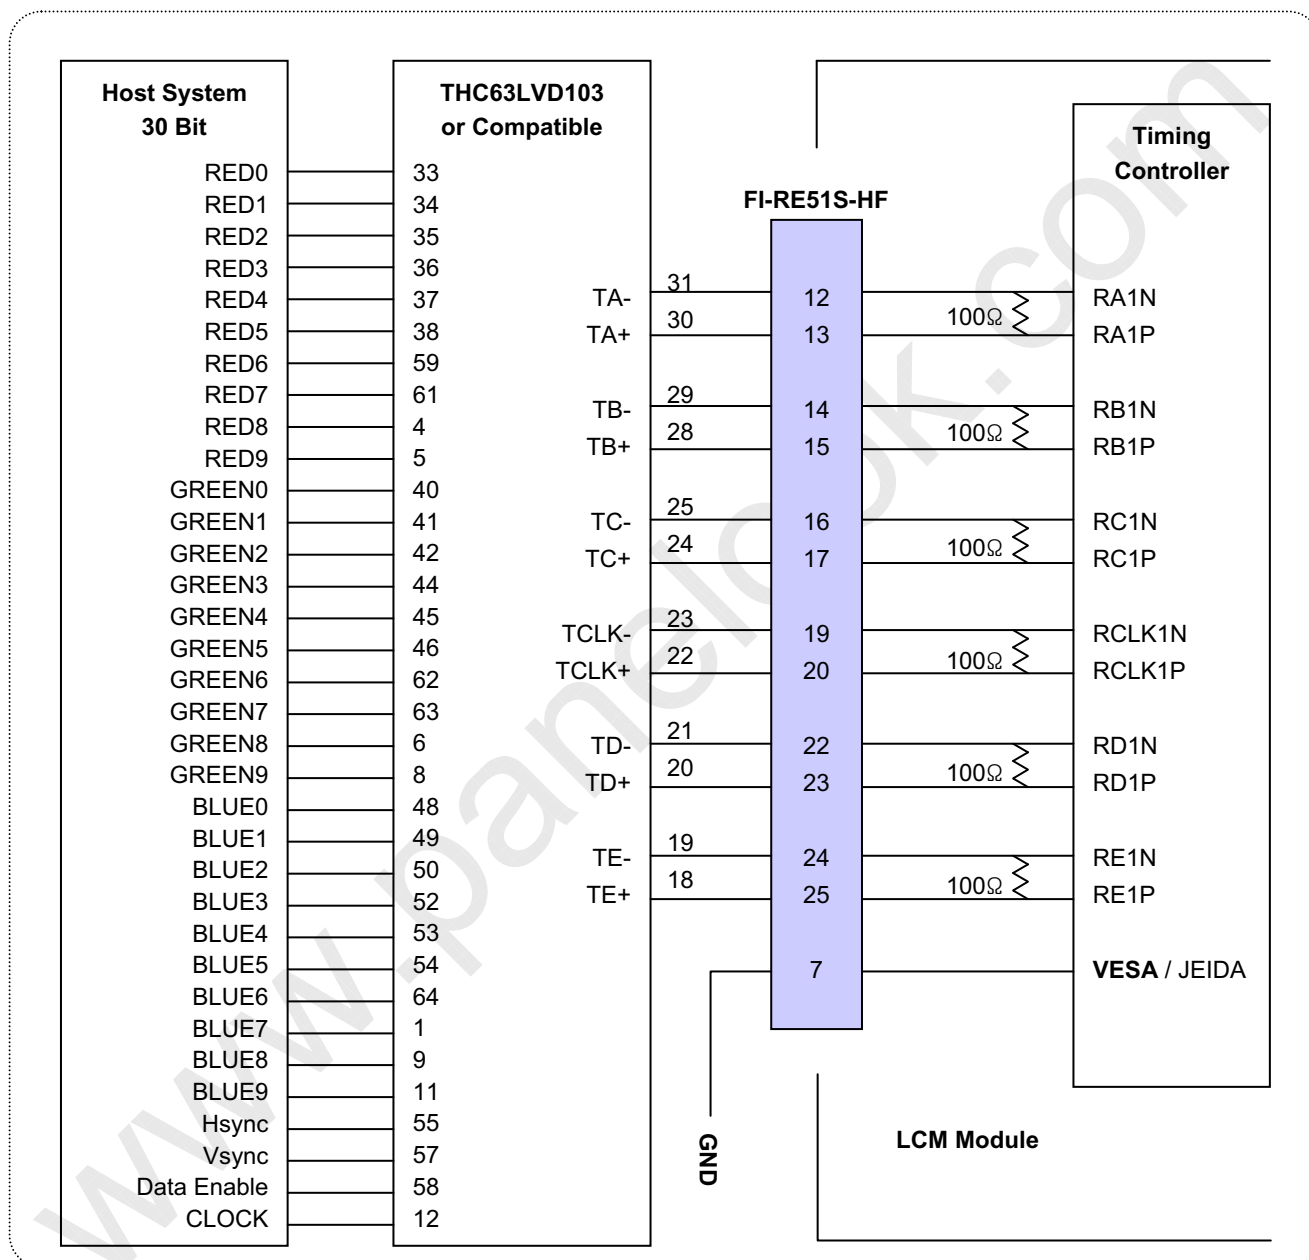 Host System
30 Bit
THC63LVD103
or Compatible
Timing
Controller
FI-RE51S-HF
RED0 33
RED1 34
RED2 35
RED3 36
RED4 37
RED5 38
RED6 59
RED7 61
RED8 4
RED9 5
GREEN0 40
GREEN1 41
GREEN2 42
GREEN3 44
GREEN4 45
GREEN5 46
GREEN6 62
GREEN7 63
GREEN8 6
GREEN9 8
BLUE0 48
BLUE1 49
BLUE2 50
BLUE3 52
BLUE4 53
BLUE5 54
BLUE6 64
BLUE7 1
BLUE8 9
BLUE9 11
Hsync 55
Vsync 57
Data Enable 58
CLOCK 12
TA- 31 12 RA1N
100Ω
TA+ 30 13 RA1P
TB- 29 14 RB1N
100Ω
TB+ 28 15 RB1P
TC- 25 16 RC1N
100Ω
TC+ 24 17 RC1P
TCLK- 23 19 RCLK1N
100Ω
TCLK+ 22 20 RCLK1P
TD- 21 22 RD1N
100Ω
TD+ 20 23 RD1P
TE- 19 24 RE1N
100Ω
TE+ 18 25 RE1P
7 VESA / JEIDA
GND
LCM Module
www.panelook.com